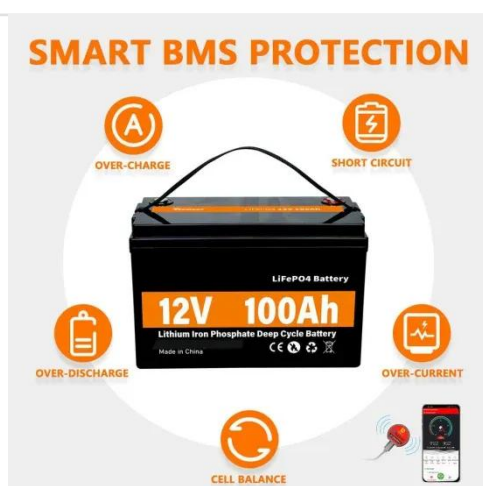 SMART BMS PROTECTION
A
OVER-CHARGE
SHORT CIRCUIT
LiFePO4 Battery
12V 100Ah
Lithium Iron Phosphate Deep Cycle Battery
Made in China
CE
OVER-DISCHARGE
OVER-CURRENT
CELL BALANCE